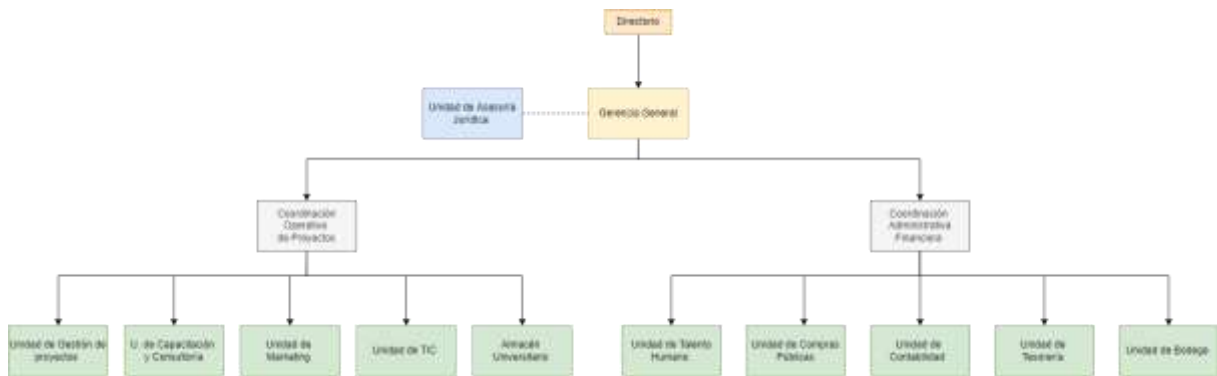 Directorio
Unidad de Asesoría
Jurídica
Gerencia General
Coordinación
Operativa
de Proyectos
Coordinación
Administrativa
Financiera
Unidad de Gestión de
proyectos
U. de Capacitación
y Consultoría
Unidad de
Marketing
Unidad de TIC
Almacén
Universitario
Unidad de Talento
Humano
Unidad de Compras
Públicas
Unidad de
Contabilidad
Unidad de
Tesorería
Unidad de Bodega